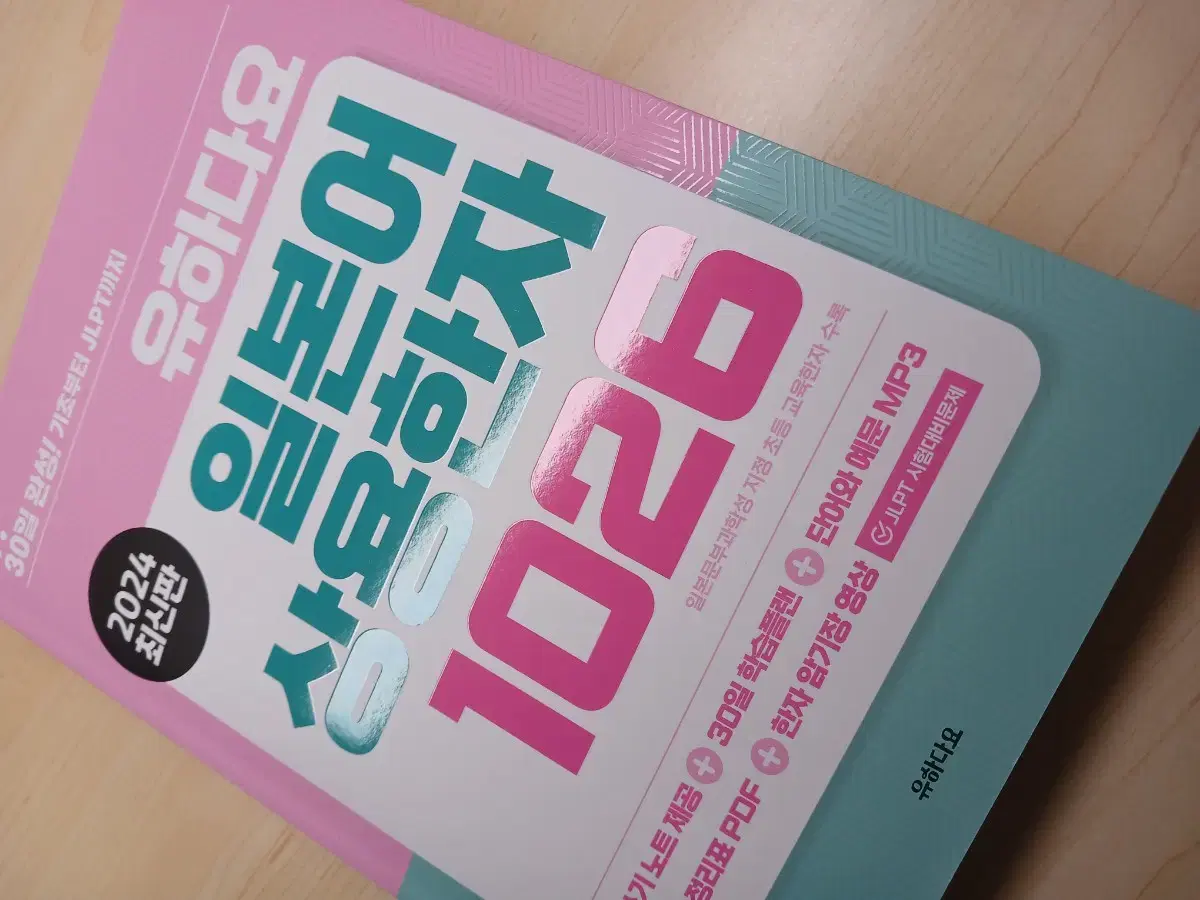 30일 완성! 기초부터 JLPT까지
유하다요
2024
최신판
일본어
상용한자
1026
일본문부과학성 지정 초등 교육한자 수록
노트 제공 + 30일 학습플랜 + 단어와 예문 MP3
정리표 PDF + 한자 암기장 영상 JLPT 시험대비문제
유하다요